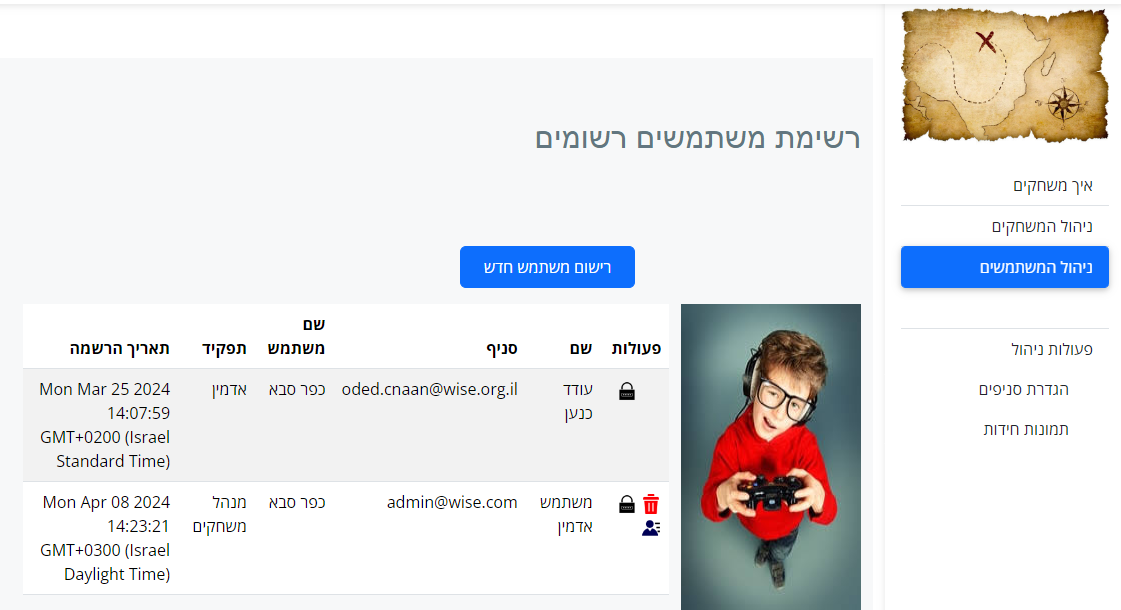 איך משחקים
ניהול המשחקים
ניהול המשתמשים
פעולות ניהול
הגדרת סניפים
תמונות חידות
רשימת משתמשים רשומים
רישום משתמש חדש
פעולות שם סניף שם משתמש תפקיד תאריך הרשמה
עודד כנען oded.cnaan@wise.org.il כפר סבא אדמין Mon Mar 25 2024
14:07:59
GMT+0200 (Israel
Standard Time)
משתמש אדמין admin@wise.com כפר סבא מנהל משחקים Mon Apr 08 2024
14:23:21
GMT+0300 (Israel
Daylight Time)